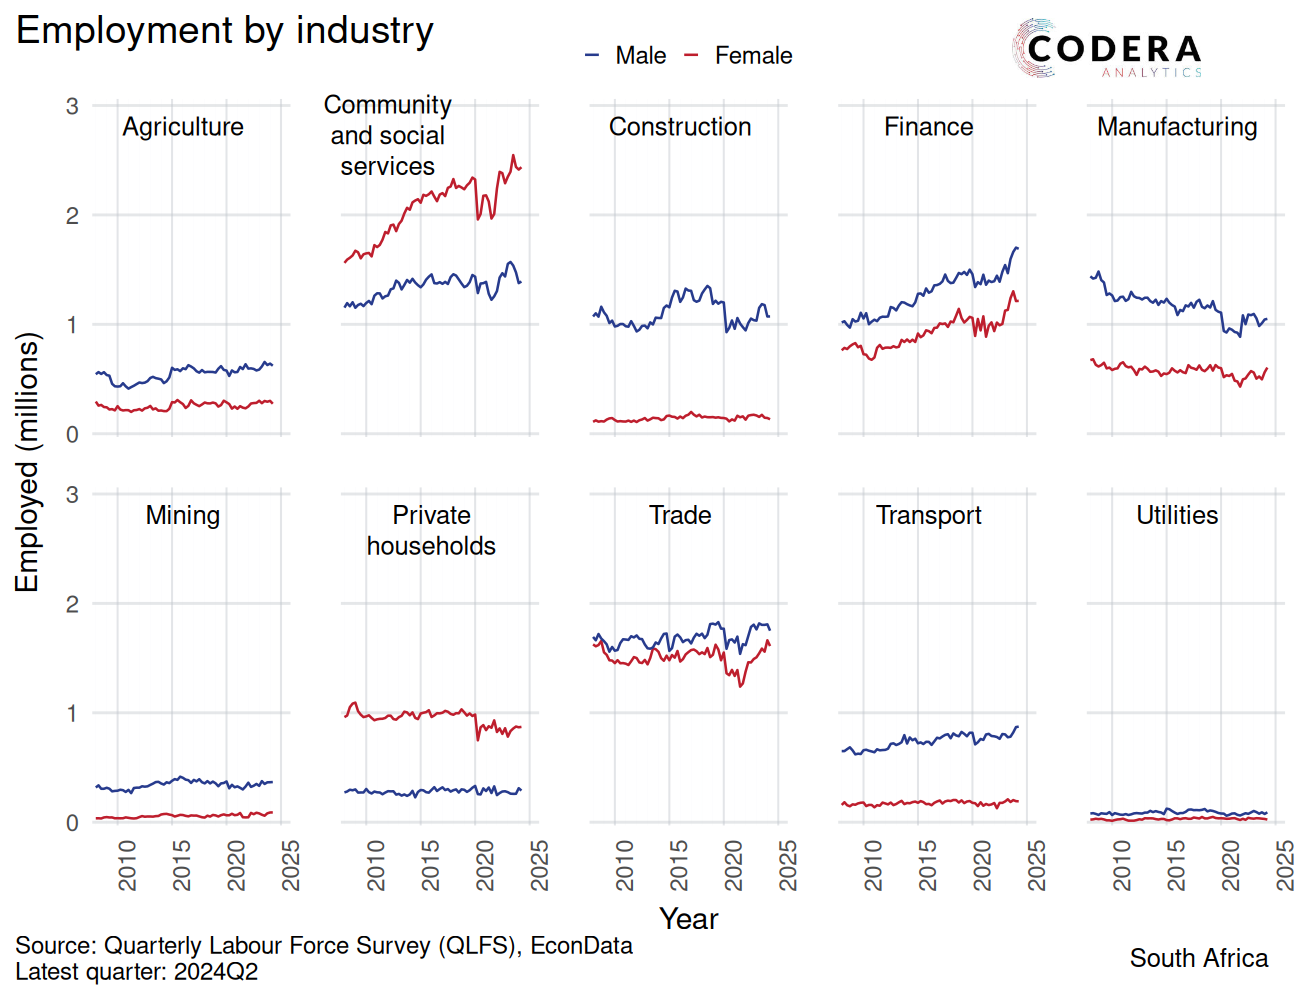 Employment by industry
Male Female
CODERA
ANALYTICS
Employed (millions)
3
2
1
0
Agriculture
Community
and social
services
Construction
Finance
Manufacturing
3
2
1
0
Mining
Private
households
Trade
Transport
Utilities
2010 2015 2020 2025 2010 2015 2020 2025 2010 2015 2020 2025 2010 2015 2020 2025 2010 2015 2020 2025
Year
Source: Quarterly Labour Force Survey (QLFS), EconData
Latest quarter: 2024Q2
South Africa